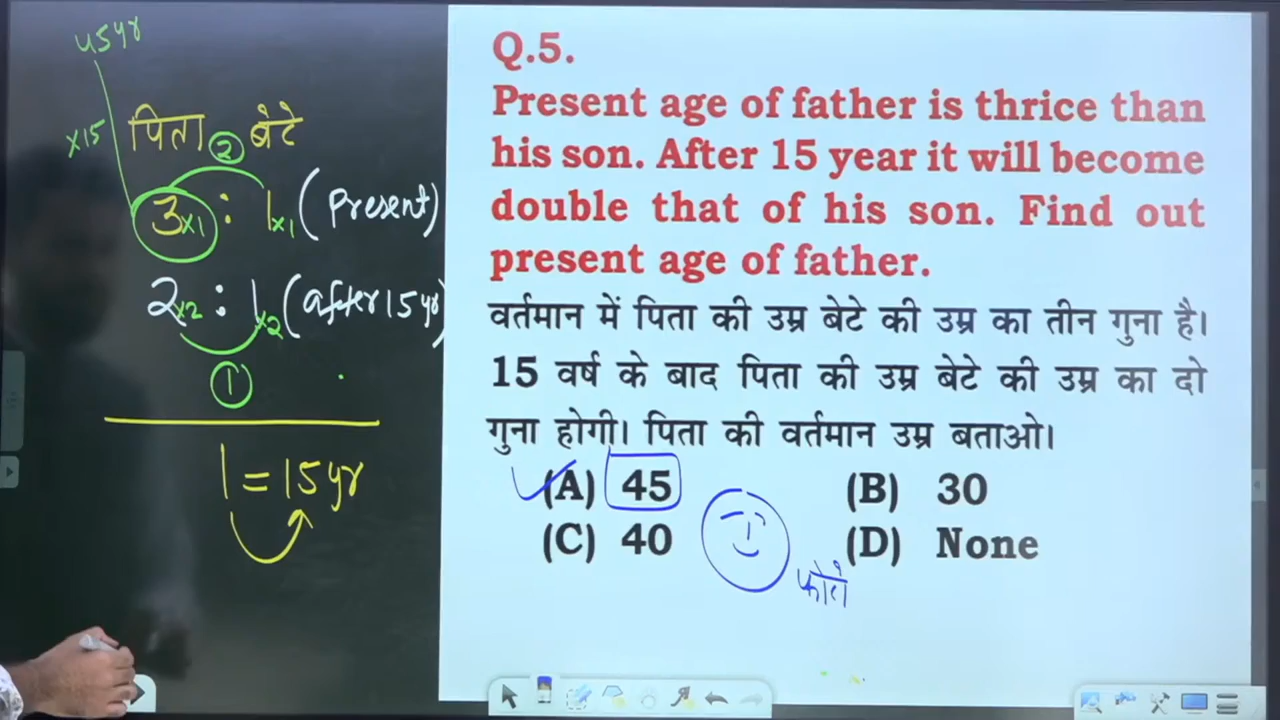 45yr
x15
पिता ② बेटे
3x1 : 1x1 (Present)
2x2 : 1x2 (after 15yr)
①
1 = 15yr
Q.5.
Present age of father is thrice than
his son. After 15 year it will become
double that of his son. Find out
present age of father.
वर्तमान में पिता की उम्र बेटे की उम्र का तीन गुना है।
15 वर्ष के बाद पिता की उम्र बेटे की उम्र का दो
गुना होगी। पिता की वर्तमान उम्र बताओ।
(A) 45 (B) 30
(C) 40 (D) None